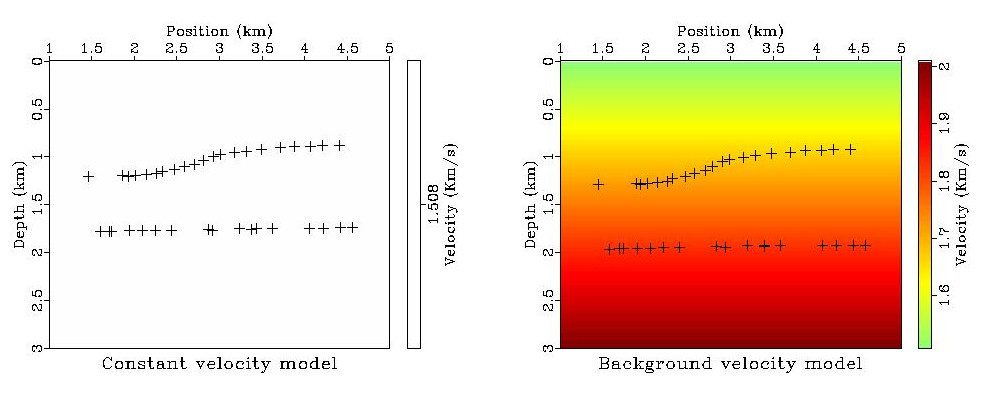 Position (km)
1 1.5 2 2.5 3 3.5 4 4.5 5
0 0.5 1 1.5 2 2.5 3
Depth (km)
1.508
Velocity (Km/s)
Constant velocity model
Position (km)
1 1.5 2 2.5 3 3.5 4 4.5 5
0 0.5 1 1.5 2 2.5 3
Depth (km)
2 1.9 1.8 1.7 1.6
Velocity (Km/s)
Background velocity model